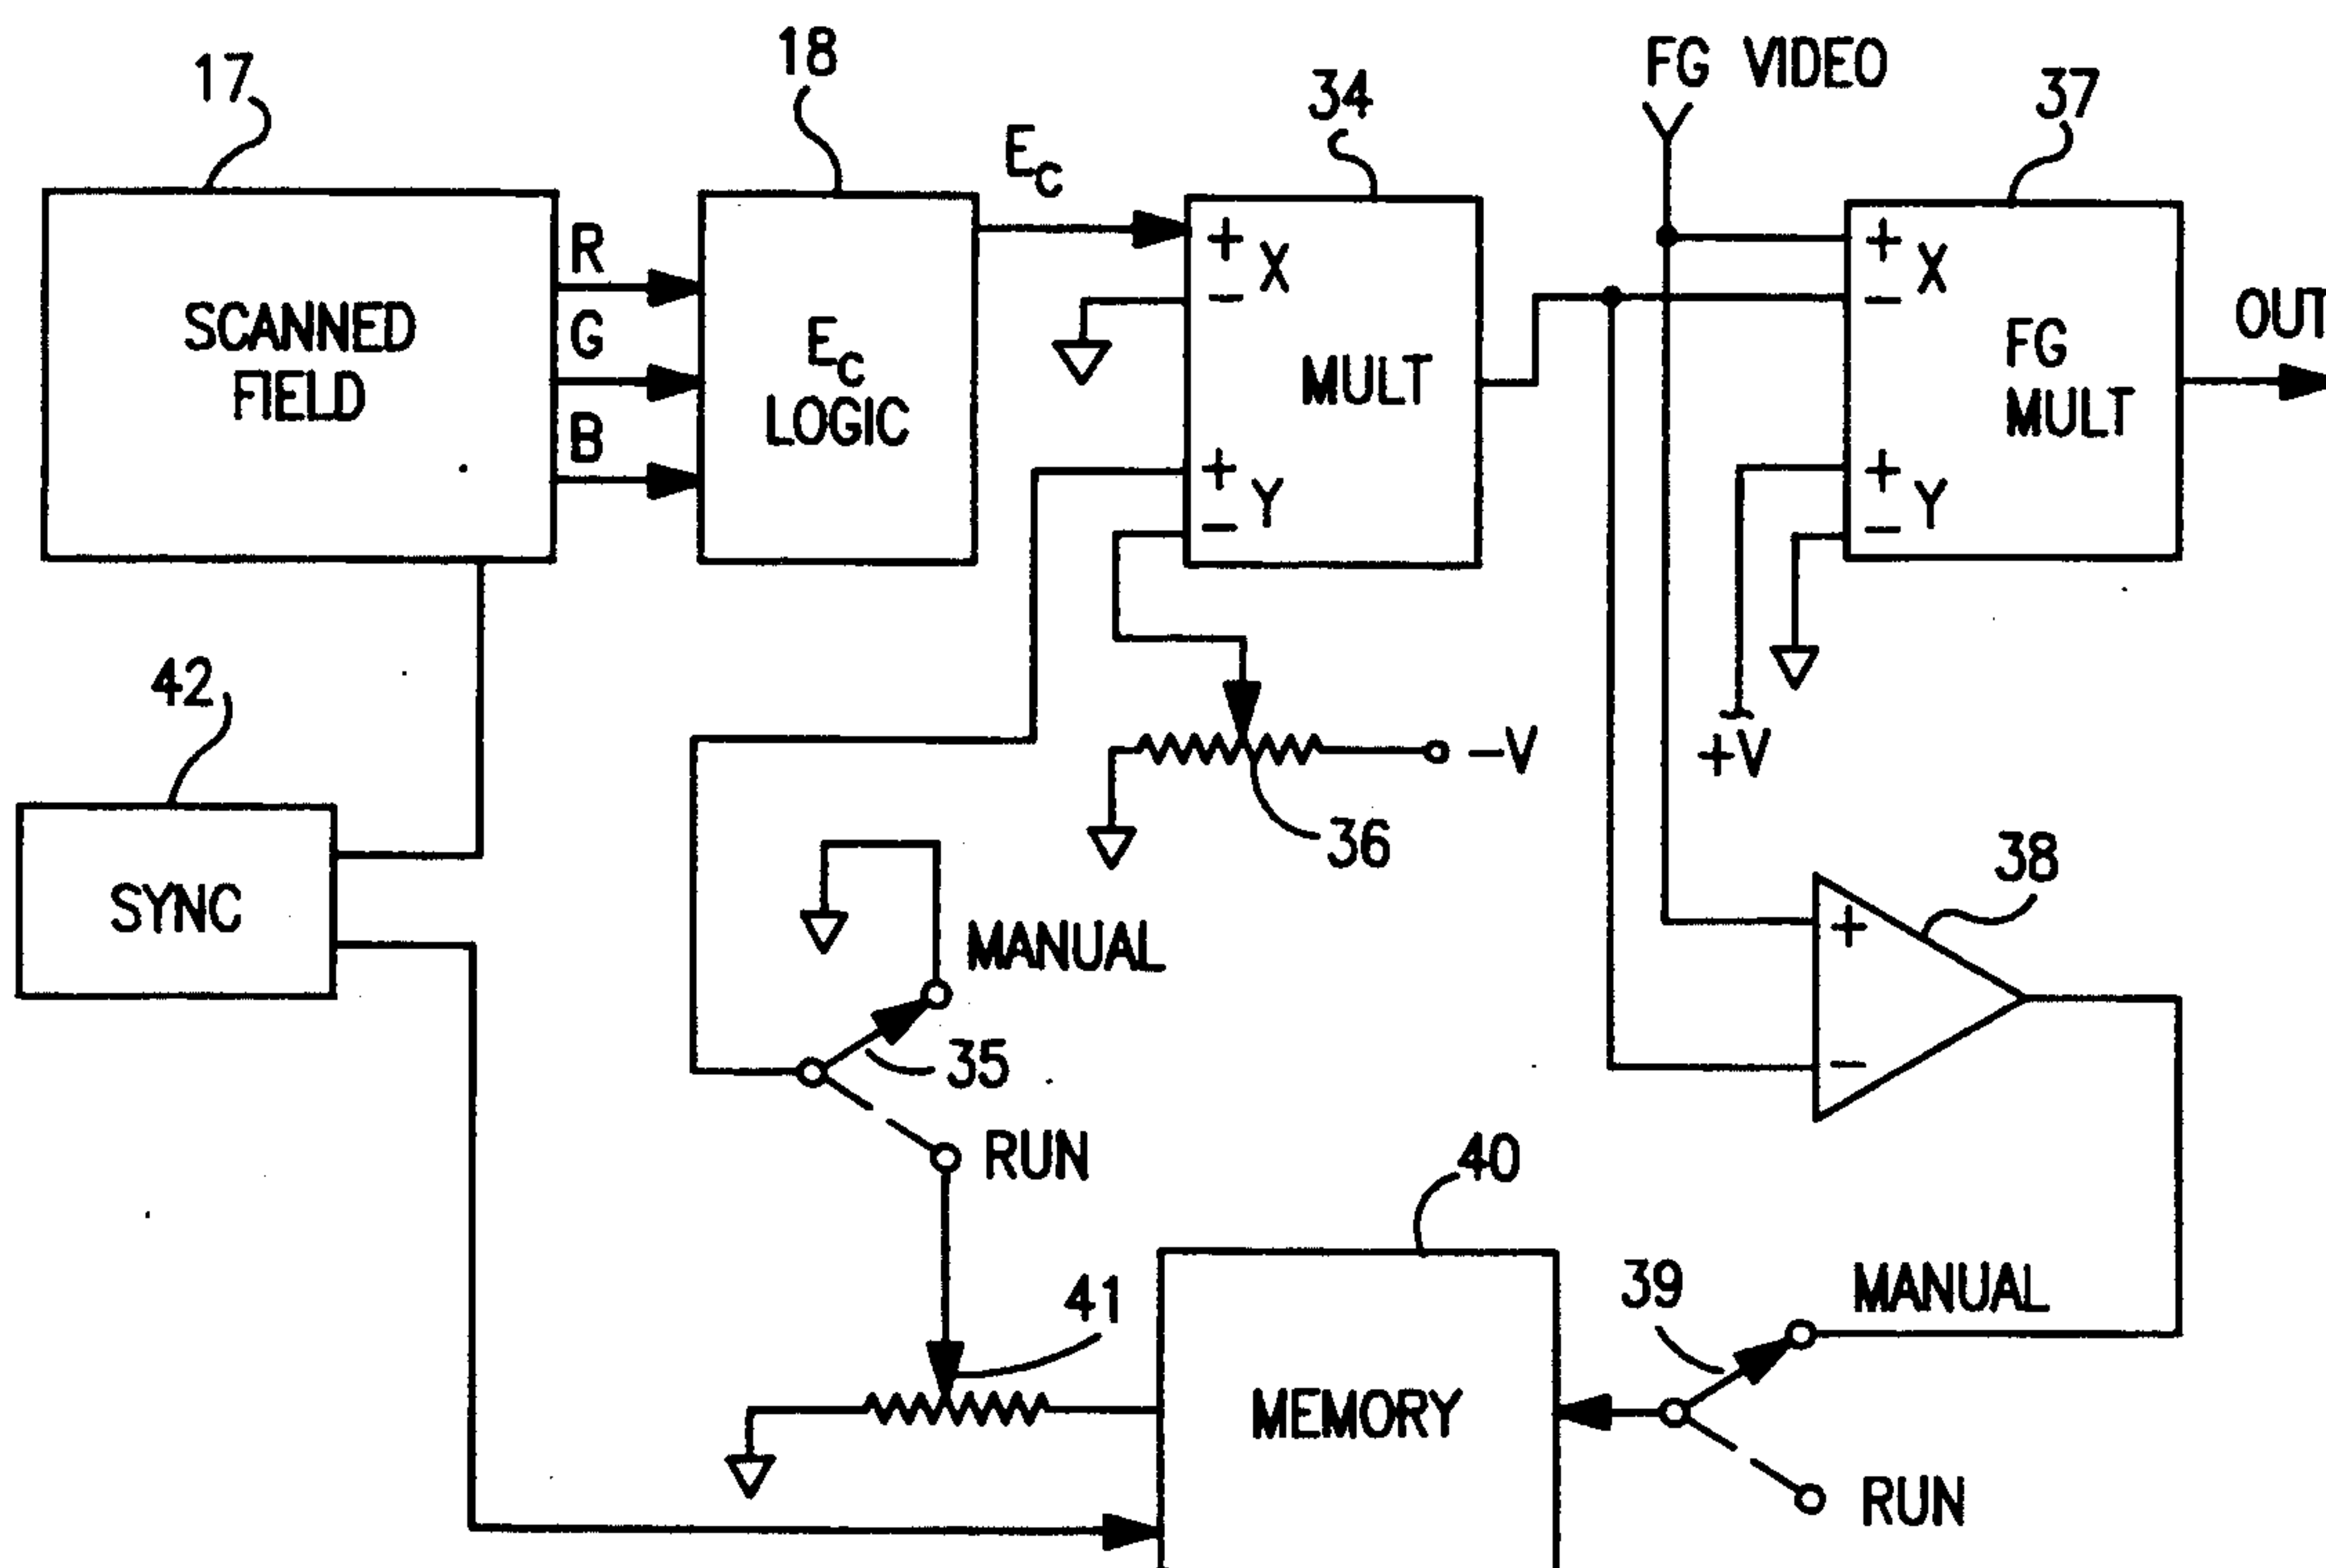 17
18
E_C
34
FG VIDEO
37
SCANNED
FIELD
R
G
B
E_C
LOGIC
+
X
−
MULT
+
Y
−
+
X
−
FG
MULT
+
Y
−
OUT
42
SYNC
−V
36
+V
38
+
−
MANUAL
35
RUN
40
41
MEMORY
39
MANUAL
RUN